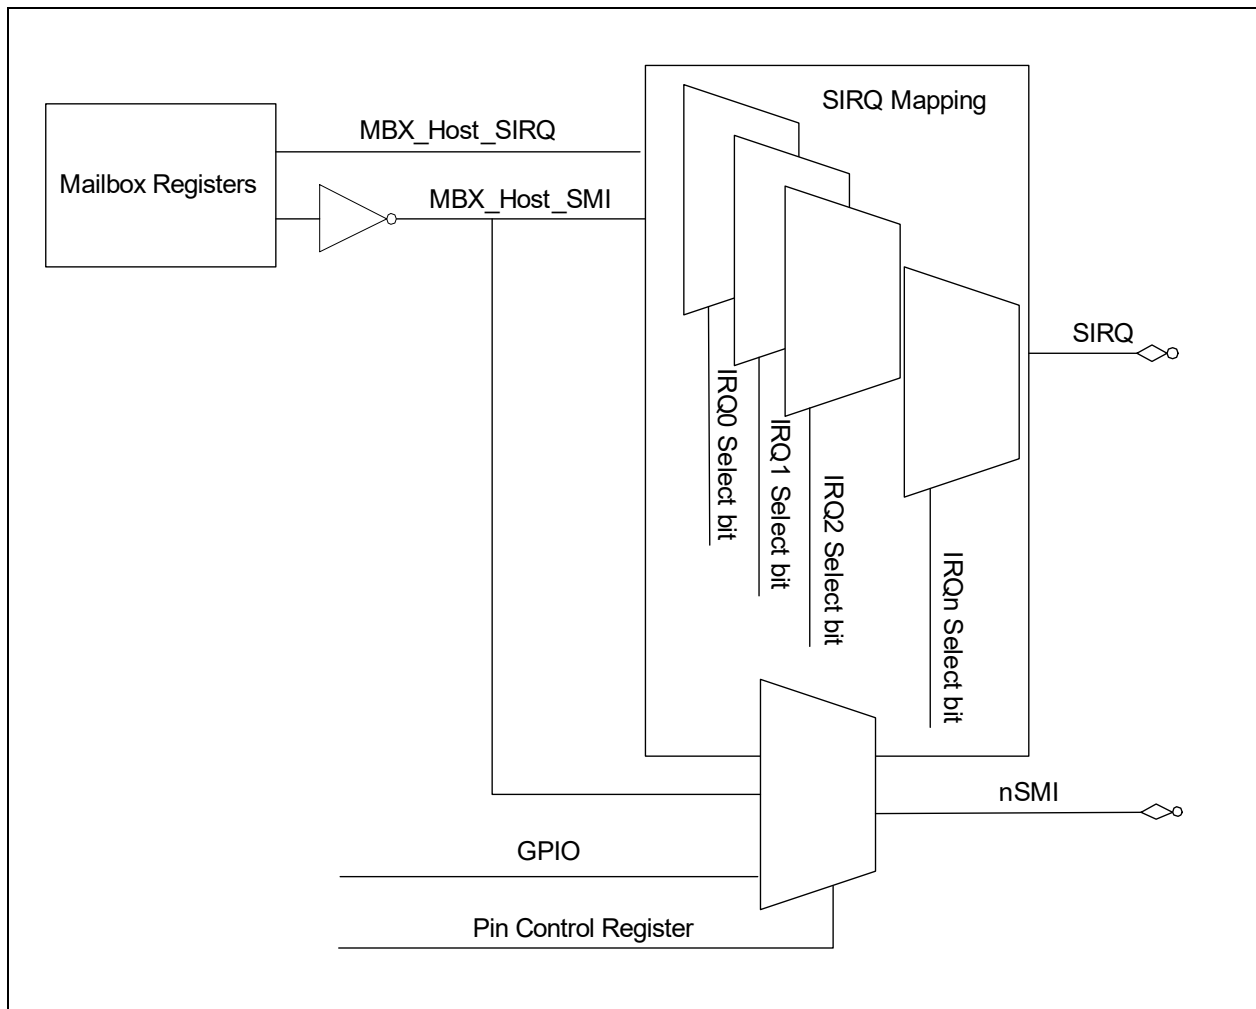 SIRQ Mapping
MBX_Host_SIRQ
Mailbox Registers
MBX_Host_SMI
SIRQ
IRQ0 Select bit
IRQ1 Select bit
IRQ2 Select bit
IRQn Select bit
nSMI
GPIO
Pin Control Register